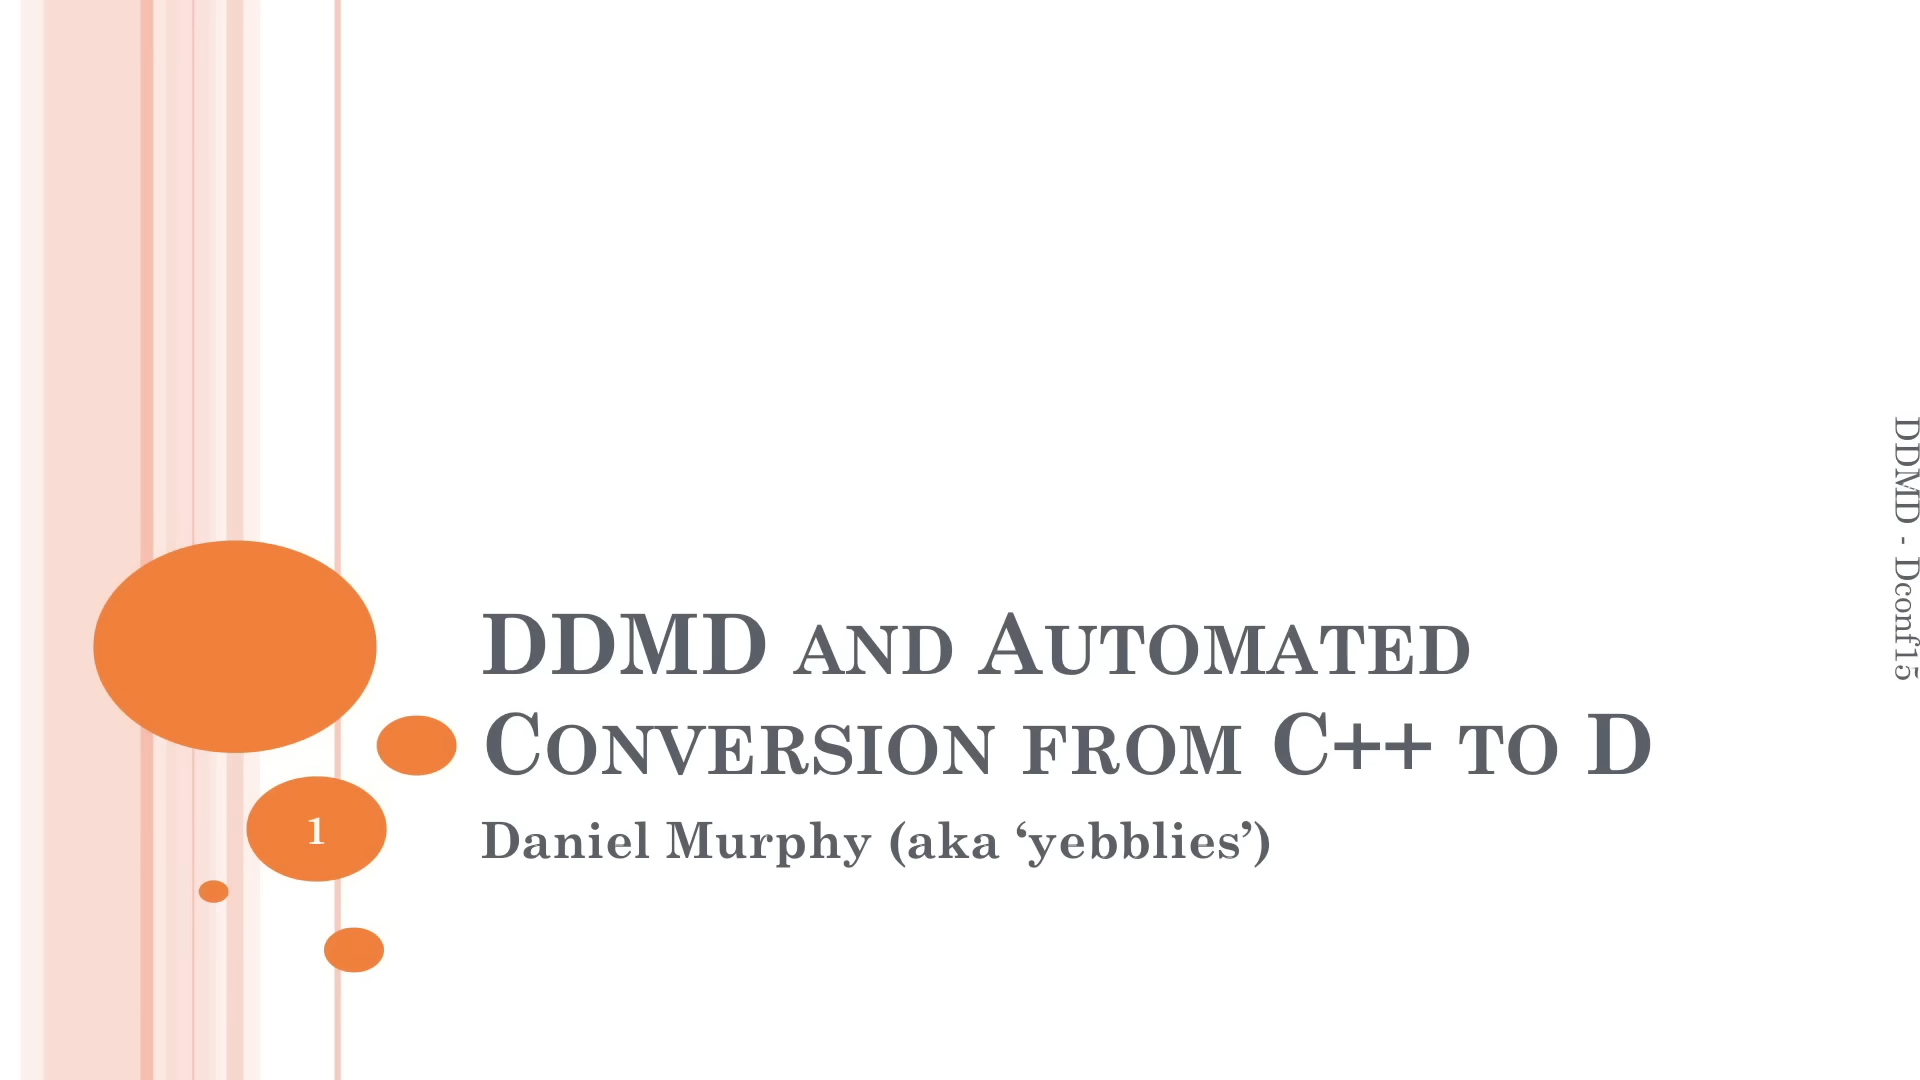 DDMD and Automated
Conversion from C++ to D
Daniel Murphy (aka ‘yebblies’)
1
DDMD - Dconf15